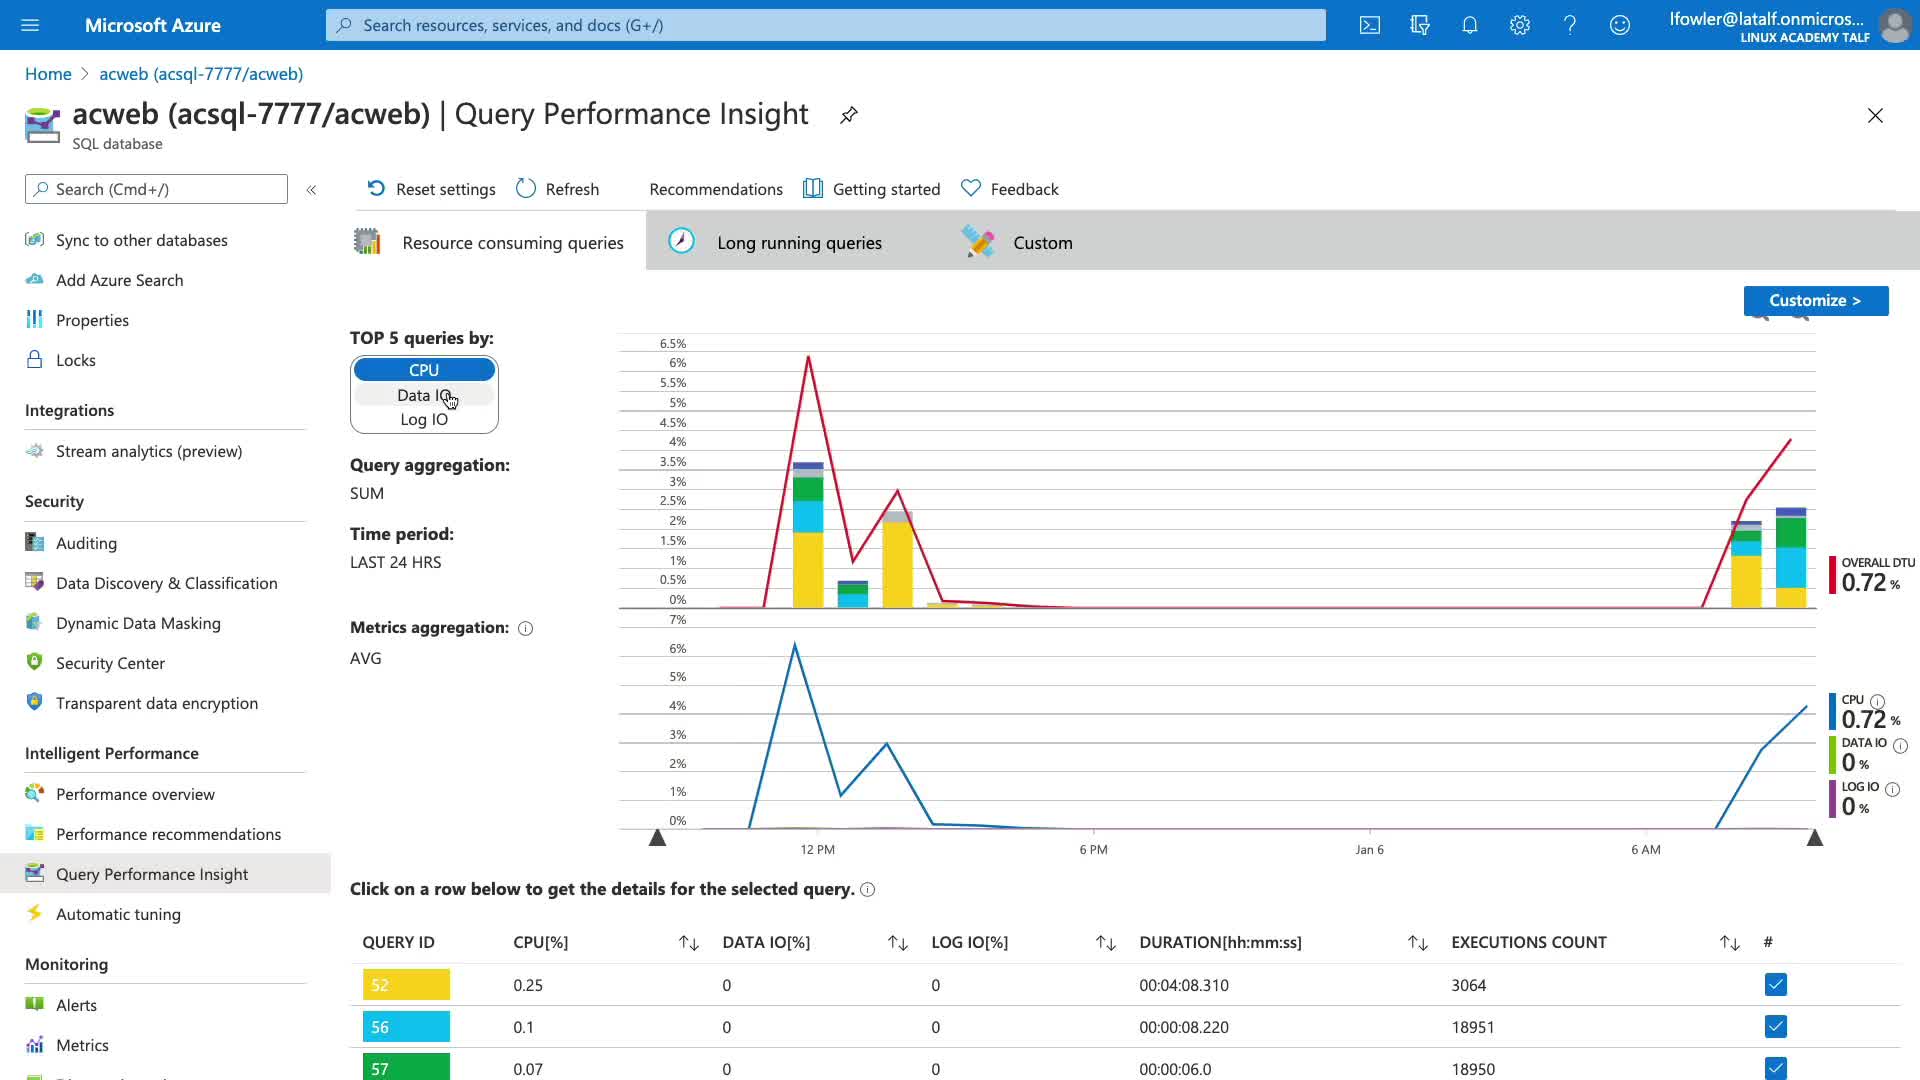 Microsoft Azure
Search resources, services, and docs (G+/)
lfowler@latalf.onmicros...
LINUX ACADEMY TALF
Home > acweb (acsql-7777/acweb)
acweb (acsql-7777/acweb) | Query Performance Insight
SQL database
Search (Cmd+/)
«
Reset settings
Refresh
Recommendations
Getting started
Feedback
Sync to other databases
Add Azure Search
Properties
Locks
Integrations
Stream analytics (preview)
Security
Auditing
Data Discovery & Classification
Dynamic Data Masking
Security Center
Transparent data encryption
Intelligent Performance
Performance overview
Performance recommendations
Query Performance Insight
Automatic tuning
Monitoring
Alerts
Metrics
Resource consuming queries
Long running queries
Custom
Customize >
TOP 5 queries by:
CPU
Data IO
Log IO
Query aggregation:
SUM
Time period:
LAST 24 HRS
Metrics aggregation:
AVG
6.5%
6%
5.5%
5%
4.5%
4%
3.5%
3%
2.5%
2%
1.5%
1%
0.5%
0%
OVERALL DTU
0.72 %
7%
6%
5%
4%
3%
2%
1%
0%
CPU
0.72 %
DATA IO
0 %
LOG IO
0 %
12 PM
6 PM
Jan 6
6 AM
Click on a row below to get the details for the selected query.
QUERY ID CPU[%] DATA IO[%] LOG IO[%] DURATION[hh:mm:ss] EXECUTIONS COUNT #
52 0.25 0 0 00:04:08.310 3064
56 0.1 0 0 00:00:08.220 18951
57 0.07 0 0 00:00:06.0 18950